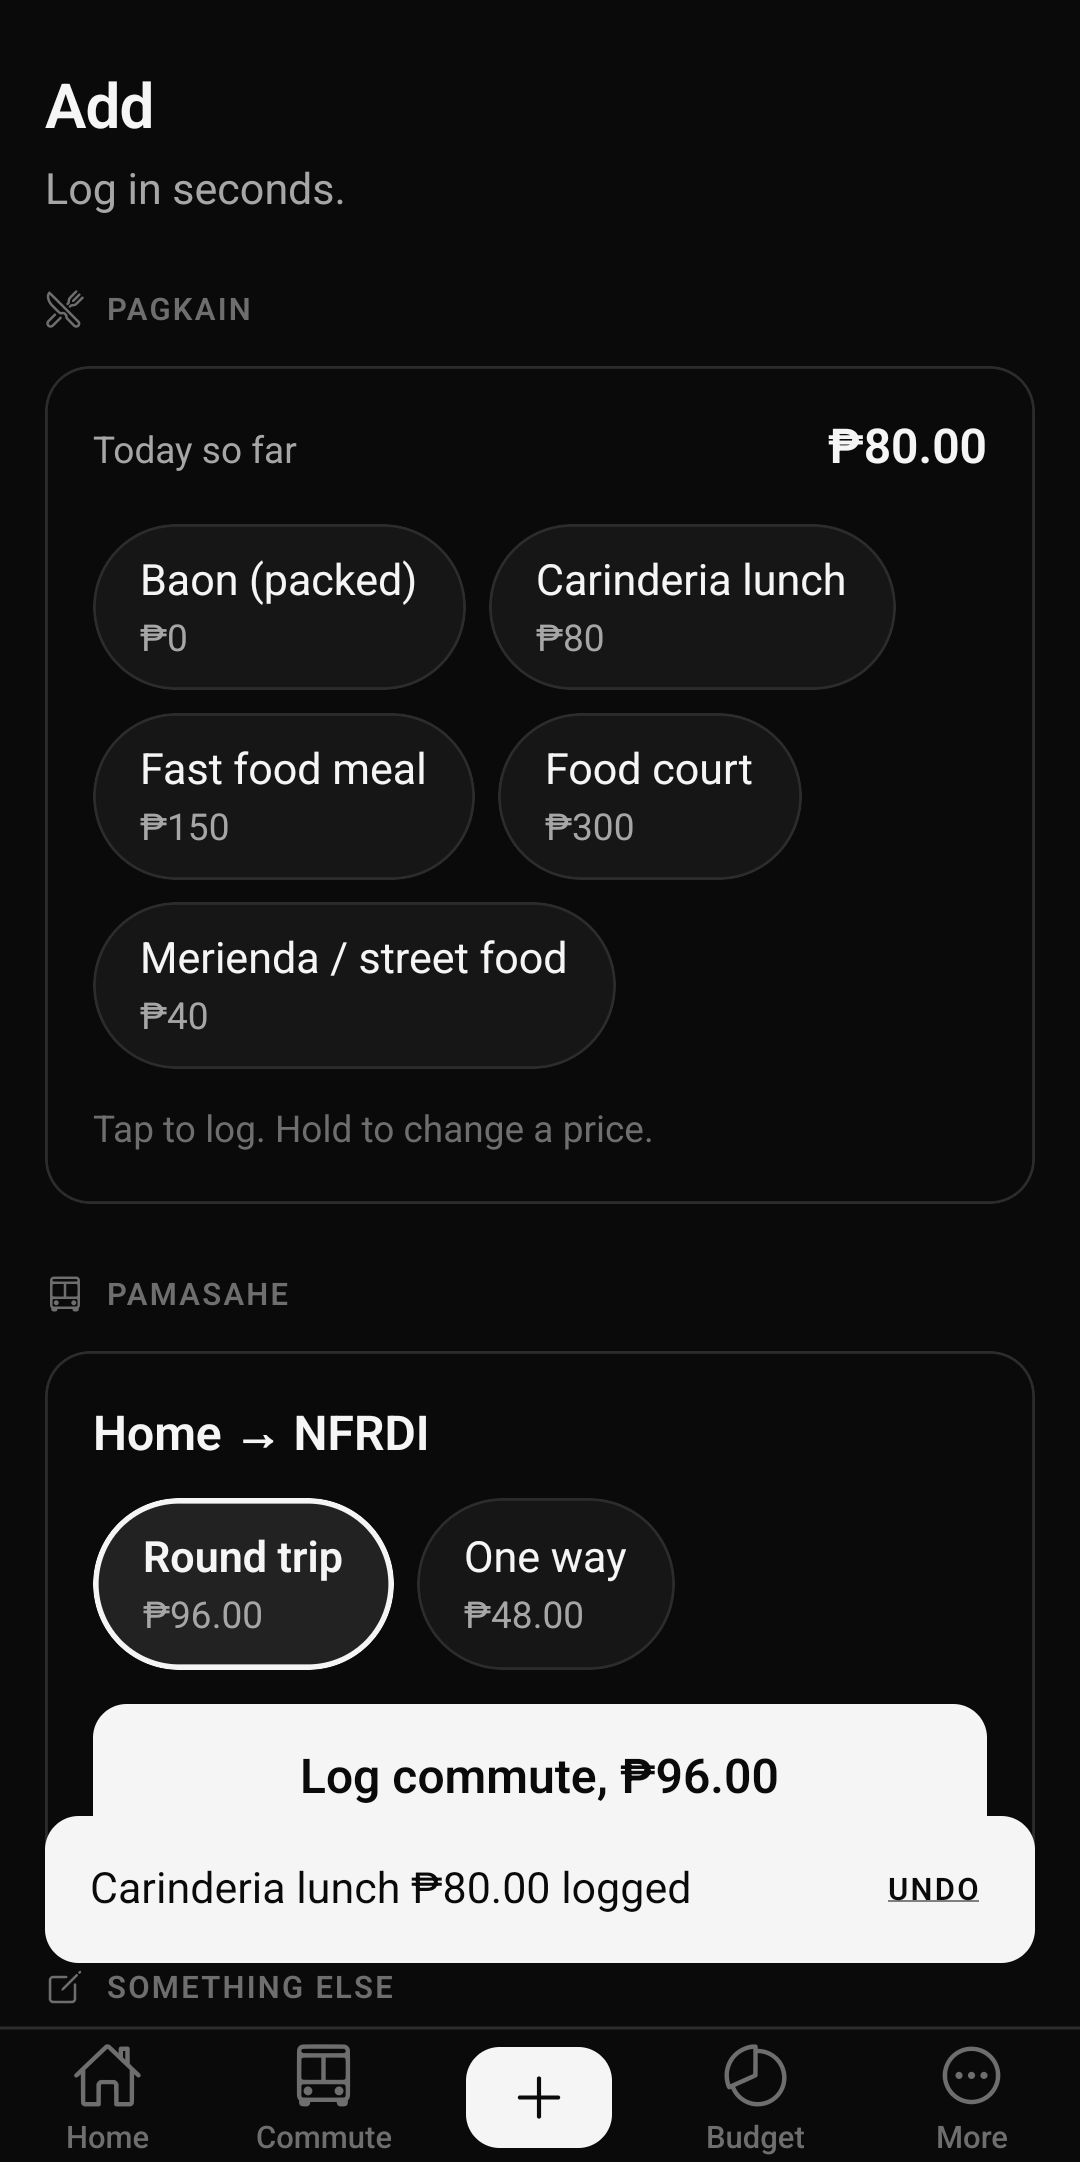 Add
Log in seconds.
PAGKAIN
Today so far ₱80.00
Baon (packed) Carinderia lunch
₱0 ₱80
Fast food meal Food court
₱150 ₱300
Merienda / street food
₱40
Tap to log. Hold to change a price.
PAMASAHE
Home → NFRDI
Round trip One way
₱96.00 ₱48.00
Log commute, ₱96.00
Carinderia lunch ₱80.00 logged UNDO
SOMETHING ELSE
Home Commute Budget More